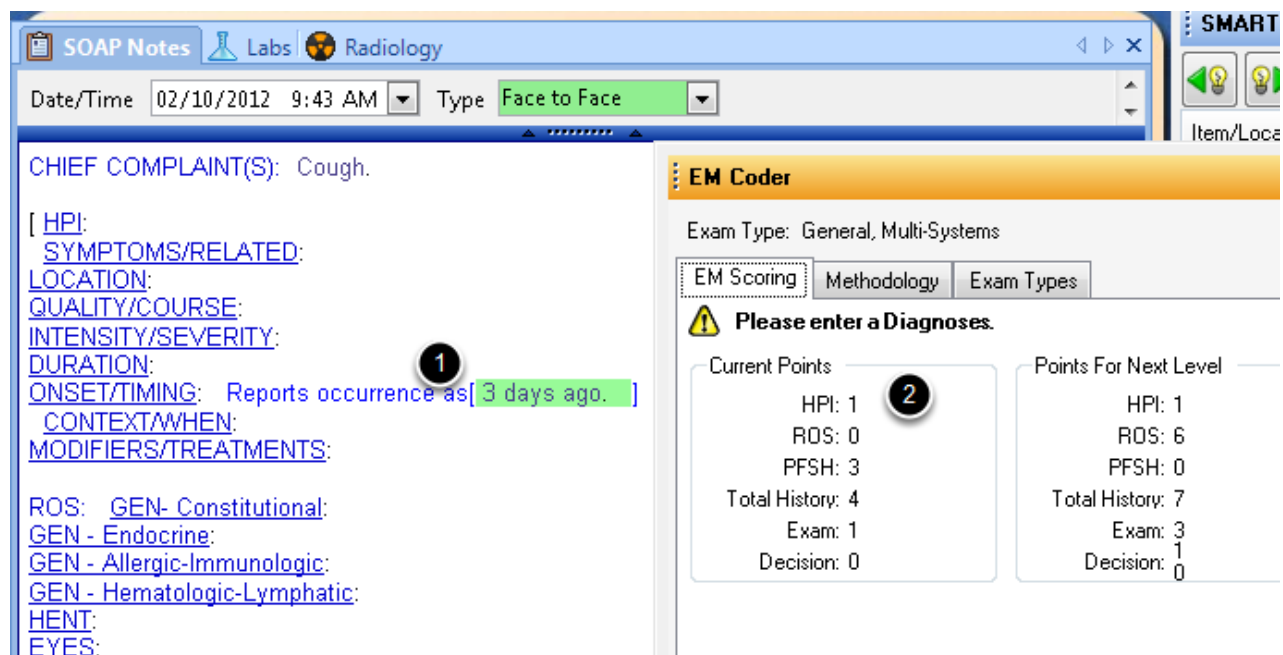 SOAP Notes Labs Radiology
SMART
Date/Time 02/10/2012 9:43 AM Type Face to Face
Item/Loca
CHIEF COMPLAINT(S): Cough.
[ HPI:
SYMPTOMS/RELATED:
LOCATION:
QUALITY/COURSE:
INTENSITY/SEVERITY:
DURATION:
1
ONSET/TIMING: Reports occurrence as[ 3 days ago. ]
CONTEXT/WHEN:
MODIFIERS/TREATMENTS:
ROS: GEN- Constitutional:
GEN - Endocrine:
GEN - Allergic-Immunologic:
GEN - Hematologic-Lymphatic:
HENT:
EYES:
EM Coder
Exam Type: General, Multi-Systems
EM Scoring Methodology Exam Types
Please enter a Diagnoses.
Current Points
HPI: 1
2
ROS: 0
PFSH: 3
Total History: 4
Exam: 1
Decision: 0
Points For Next Level
HPI: 1
ROS: 6
PFSH: 0
Total History: 7
Exam: 3
Decision: 1
0